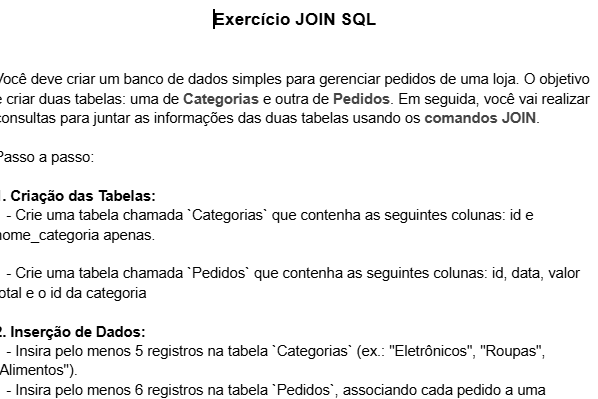 Exercício JOIN SQL
Você deve criar um banco de dados simples para gerenciar pedidos de uma loja. O objetivo
é criar duas tabelas: uma de Categorias e outra de Pedidos. Em seguida, você vai realizar
consultas para juntar as informações das duas tabelas usando os comandos JOIN.
Passo a passo:
1. Criação das Tabelas:
- Crie uma tabela chamada `Categorias` que contenha as seguintes colunas: id e
nome_categoria apenas.
- Crie uma tabela chamada `Pedidos` que contenha as seguintes colunas: id, data, valor
total e o id da categoria
2. Inserção de Dados:
- Insira pelo menos 5 registros na tabela `Categorias` (ex.: "Eletrônicos", "Roupas",
"Alimentos").
- Insira pelo menos 6 registros na tabela `Pedidos`, associando cada pedido a uma